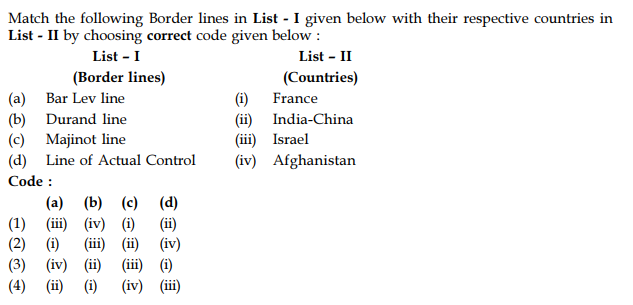 Match the following Border lines in List - I given below with their respective countries in
List - II by choosing correct code given below :
List – I List – II
(Border lines) (Countries)
(a) Bar Lev line (i) France
(b) Durand line (ii) India-China
(c) Majinot line (iii) Israel
(d) Line of Actual Control (iv) Afghanistan
Code :
(a) (b) (c) (d)
(1) (iii) (iv) (i) (ii)
(2) (i) (iii) (ii) (iv)
(3) (iv) (ii) (iii) (i)
(4) (ii) (i) (iv) (iii)